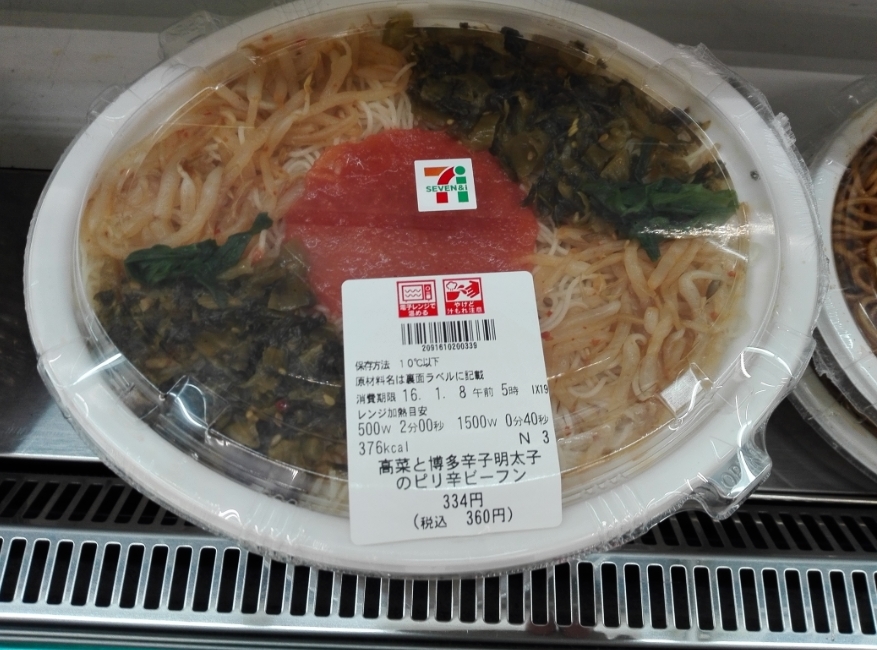 SEVEN&i
電子レンジで
温める
やけど
汁もれ注意
2091610200339
保存方法 10℃以下
原材料名は裏面ラベルに記載
消費期限 16. 1. 8 午前 5時 IX19
レンジ加熱目安
500W 2分00秒 1500W 0分40秒
376kcal N 3
高菜と博多辛子明太子
のピリ辛ビーフン
334円
(税込 360円)
OPEN